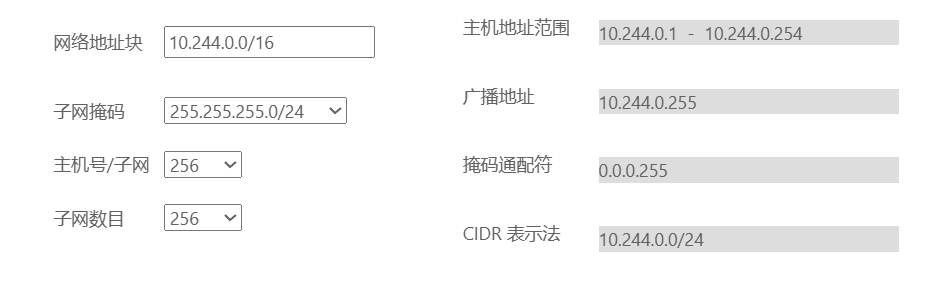 网络地址块 10.244.0.0/16
子网掩码 255.255.255.0/24
主机号/子网 256
子网数目 256
主机地址范围 10.244.0.1 - 10.244.0.254
广播地址 10.244.0.255
掩码通配符 0.0.0.255
CIDR 表示法 10.244.0.0/24